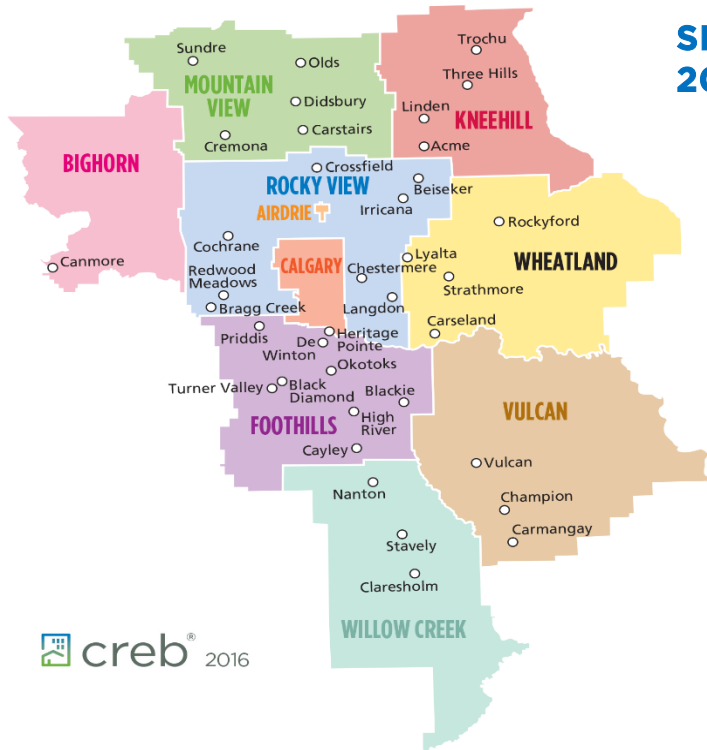 Sundre
Olds
MOUNTAIN
VIEW
Didsbury
Carstairs
Cremona
Trochu
Three Hills
Linden
KNEEHILL
Acme
BIGHORN
Canmore
Crossfield
ROCKY VIEW
Beiseker
AIRDRIE
Irricana
Cochrane
CALGARY
Redwood
Meadows
Chestermere
Bragg Creek
Langdon
Rockyford
Lyalta
WHEATLAND
Strathmore
Carseland
Priddis
Heritage
Pointe
De
Winton
Okotoks
Turner Valley
Black
Diamond
Blackie
FOOTHILLS
High
River
Cayley
VULCAN
Vulcan
Champion
Carmangay
Nanton
Stavely
Claresholm
WILLOW CREEK
creb® 2016